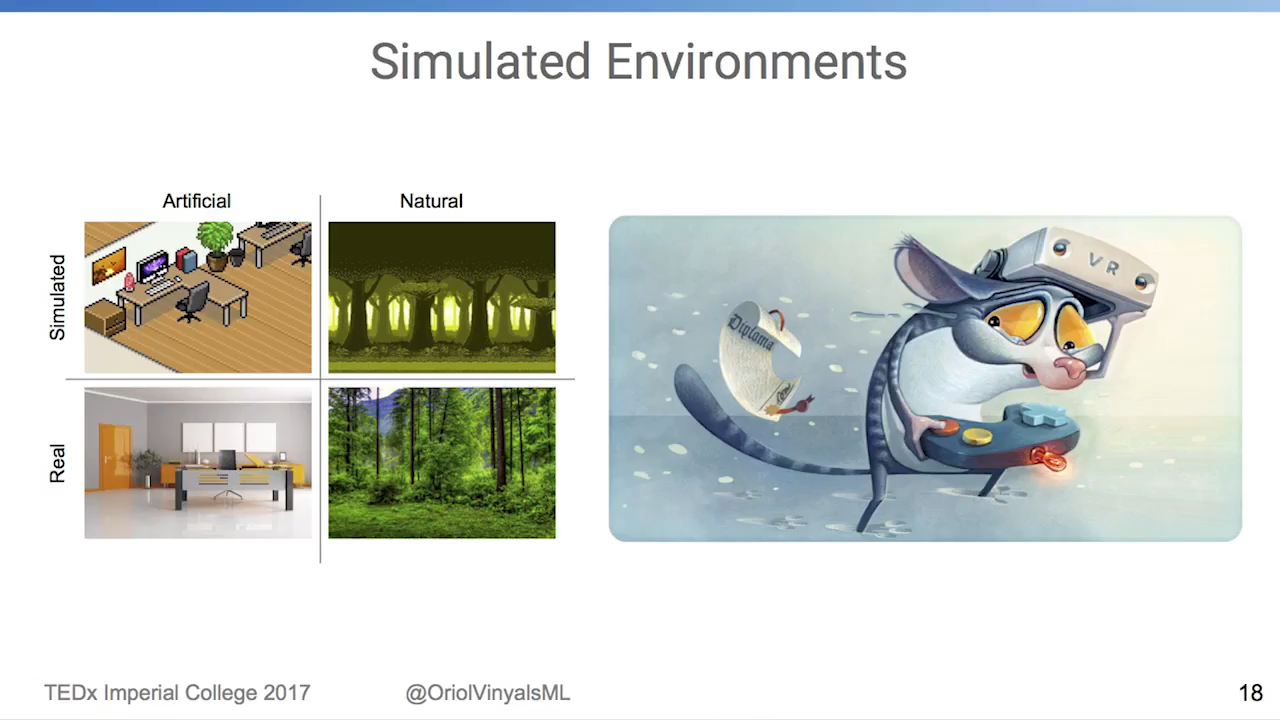 Simulated Environments
Artificial
Natural
Simulated
Real
Diploma
VR
TEDx Imperial College 2017
@OriolVinyalsML
18